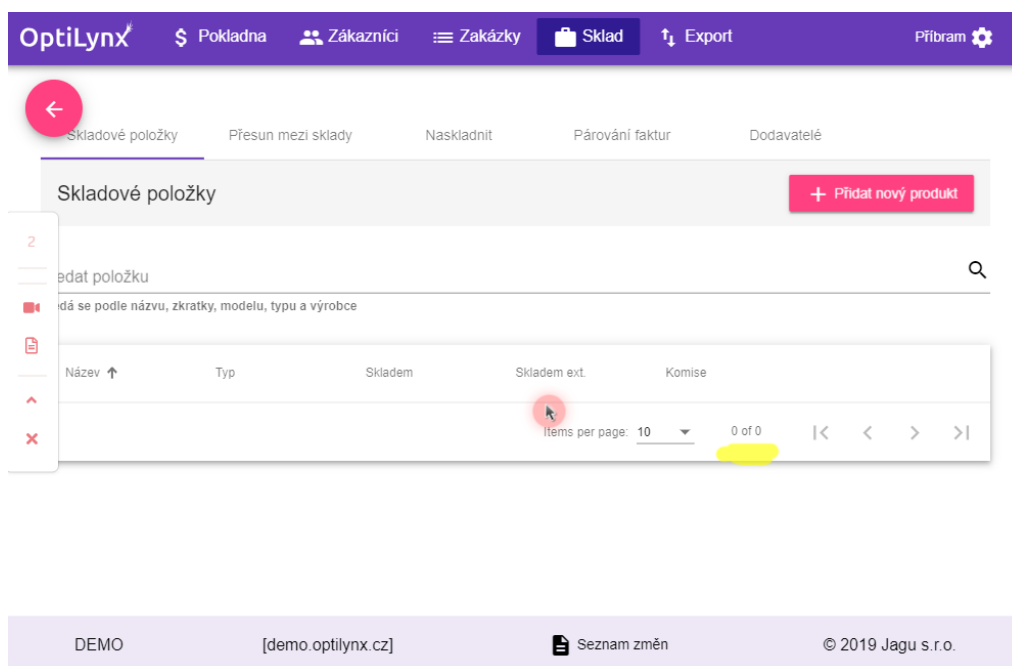 OptiLynx Pokladna Zákazníci Zakázky Sklad Export Příbram
Skladové položky Přesun mezi sklady Naskladnit Párování faktur Dodavatelé
Skladové položky + Přidat nový produkt
2
edat položku
edá se podle názvu, zkratky, modelu, typu a výrobce
Název Typ Skladem Skladem ext. Komise
Items per page: 10 0 of 0
DEMO [demo.optilynx.cz] Seznam změn © 2019 Jagu s.r.o.